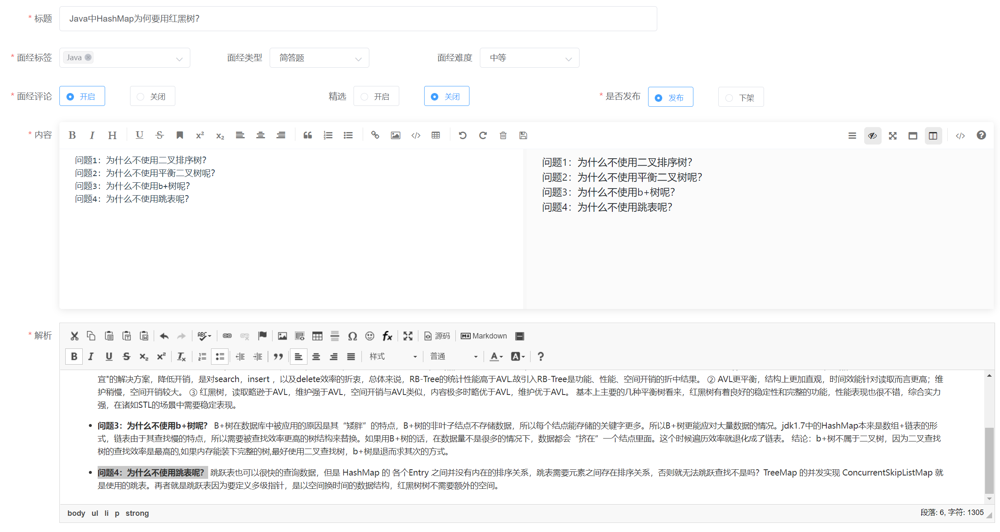 * 标题 Java中HashMap为何要用红黑树?
* 面经标签 Java 面经类型 简答题 面经难度 中等
* 面经评论 开启 关闭 精选 开启 关闭 * 是否发布 发布 下架
* 内容
问题1：为什么不使用二叉排序树？
问题2：为什么不使用平衡二叉树呢？
问题3：为什么不使用b+树呢？
问题4：为什么不使用跳表呢？
问题1：为什么不使用二叉排序树？
问题2：为什么不使用平衡二叉树呢？
问题3：为什么不使用b+树呢？
问题4：为什么不使用跳表呢？
* 解析
源码 Markdown
样式 普通
宜"的解决方案，降低开销，是对search，insert ，以及delete效率的折衷，总体来说，RB-Tree的统计性能高于AVL.故引入RB-Tree是功能、性能、空间开销的折中结果。 ② AVL更平衡，结构上更加直观，时间效能针对读取而言更高；维
护稍慢，空间开销较大。 ③ 红黑树，读取略逊于AVL，维护强于AVL，空间开销与AVL类似，内容极多时略优于AVL，维护优于AVL。 基本上主要的几种平衡树看来，红黑树有着良好的稳定性和完整的功能，性能表现也很不错，综合实力
强，在诸如STL的场景中需要稳定表现。
• 问题3：为什么不使用b+树呢？ B+树在数据库中被应用的原因是其“矮胖”的特点，B+树的非叶子结点不存储数据，所以每个结点能存储的关键字更多。所以B+树更能应对大量数据的情况。jdk1.7中的HashMap本来是数组+链表的形
式，链表由于其查找慢的特点，所以需要被查找效率更高的树结构来替换。如果用B+树的话，在数据量不是很多的情况下，数据都会“挤在”一个结点里面。这个时候遍历效率就退化成了链表。 结论：b+树不属于二叉树，因为二叉查找
树的查找效率是最高的,如果内存能装下完整的树,最好使用二叉查找树，b+树是退而求其次的方式。
• 问题4：为什么不使用跳表呢？ 跳跃表也可以很快的查询数据，但是 HashMap 的 各个Entry 之间并没有内在的排序关系，跳表需要元素之间存在排序关系，否则就无法跳跃查找不是吗？TreeMap 的并发实现 ConcurrentSkipListMap 就
是使用的跳表。再者就是跳跃表因为要定义多级指针，是以空间换时间的数据结构，红黑树树不需要额外的空间。
body ul li p strong 段落: 6, 字符: 1305